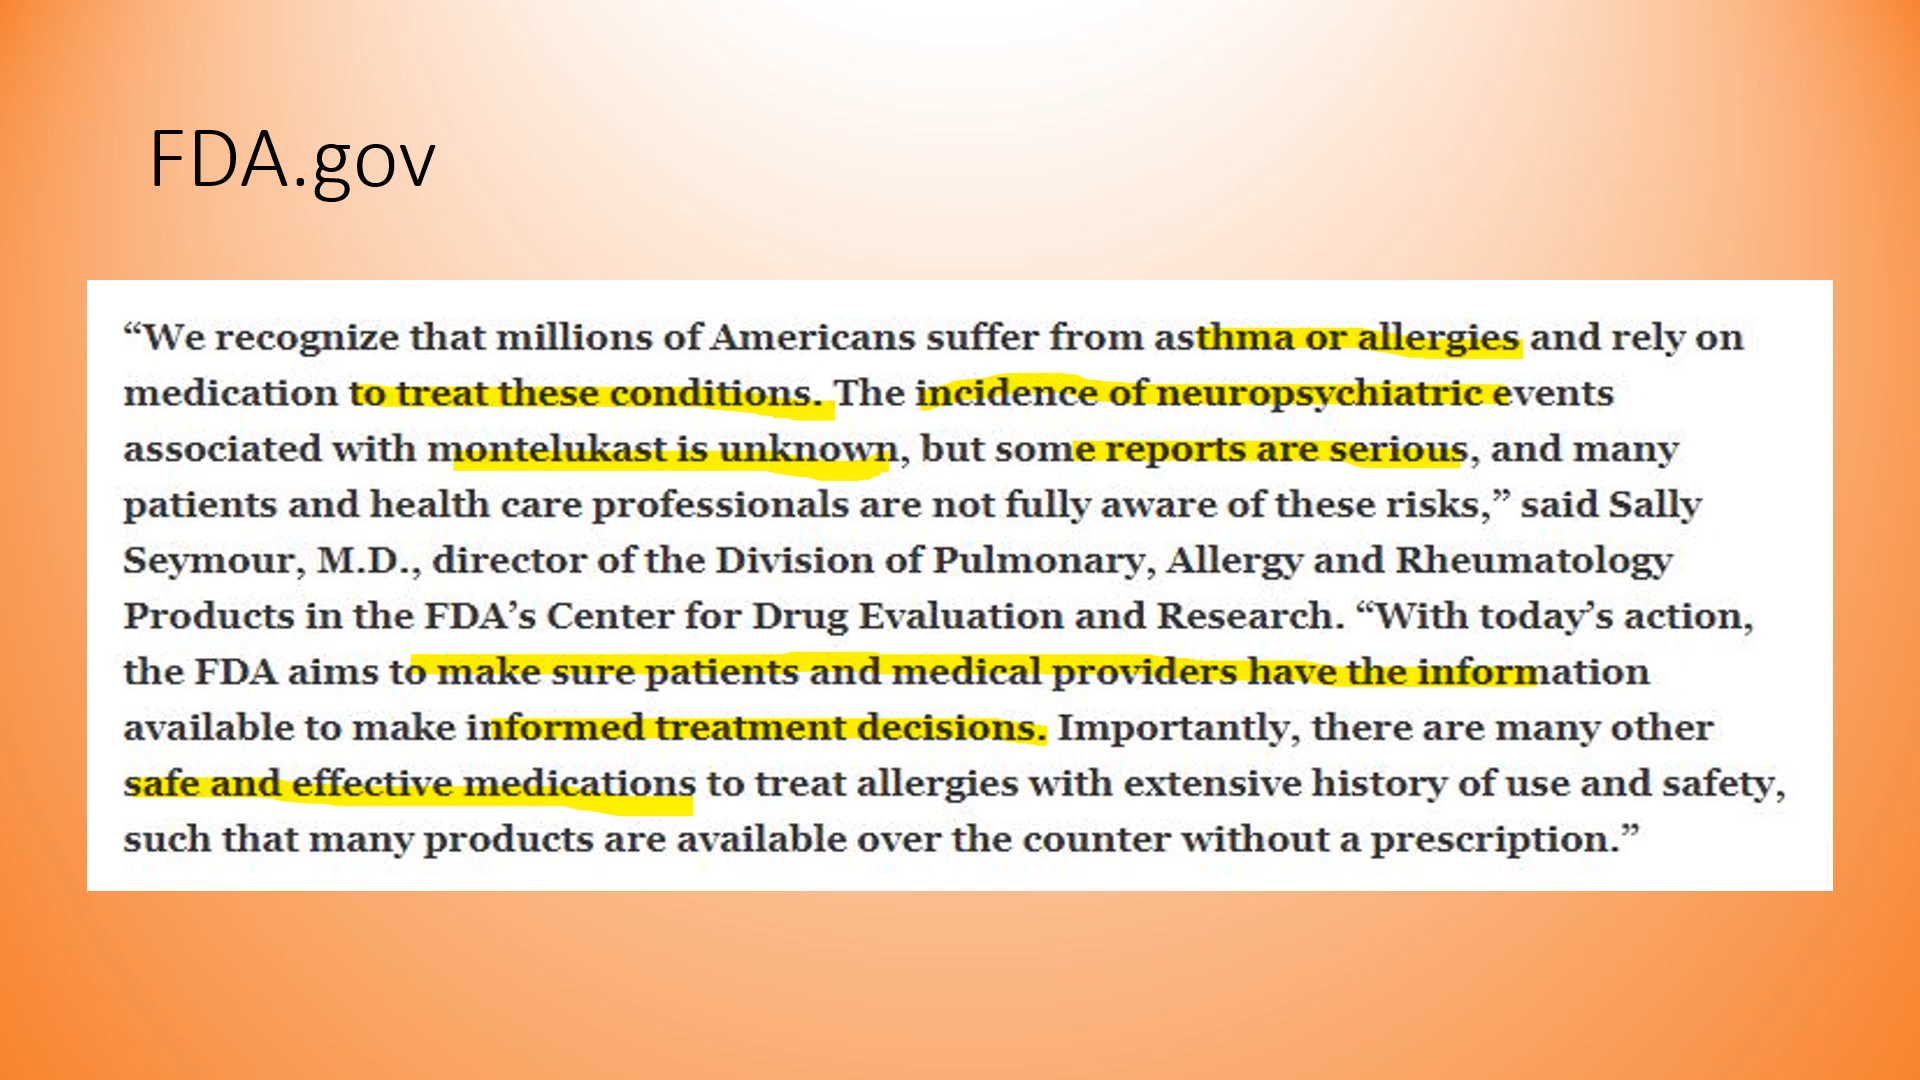 FDA.gov
“We recognize that millions of Americans suffer from asthma or allergies and rely on
medication to treat these conditions. The incidence of neuropsychiatric events
associated with montelukast is unknown, but some reports are serious, and many
patients and health care professionals are not fully aware of these risks,” said Sally
Seymour, M.D., director of the Division of Pulmonary, Allergy and Rheumatology
Products in the FDA’s Center for Drug Evaluation and Research. “With today’s action,
the FDA aims to make sure patients and medical providers have the information
available to make informed treatment decisions. Importantly, there are many other
safe and effective medications to treat allergies with extensive history of use and safety,
such that many products are available over the counter without a prescription.”